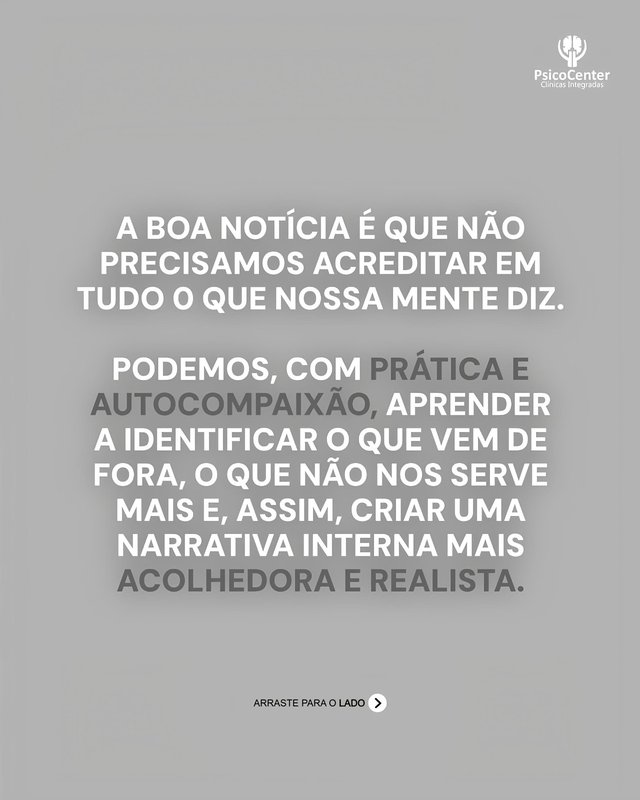 PsicoCenter
Clínicas Integradas
A BOA NOTÍCIA É QUE NÃO
PRECISAMOS ACREDITAR EM
TUDO O QUE NOSSA MENTE DIZ.
PODEMOS, COM PRÁTICA E
AUTOCOMPAIXÃO, APRENDER
A IDENTIFICAR O QUE VEM DE
FORA, O QUE NÃO NOS SERVE
MAIS E, ASSIM, CRIAR UMA
NARRATIVA INTERNA MAIS
ACOLHEDORA E REALISTA.
ARRASTE PARA O LADO